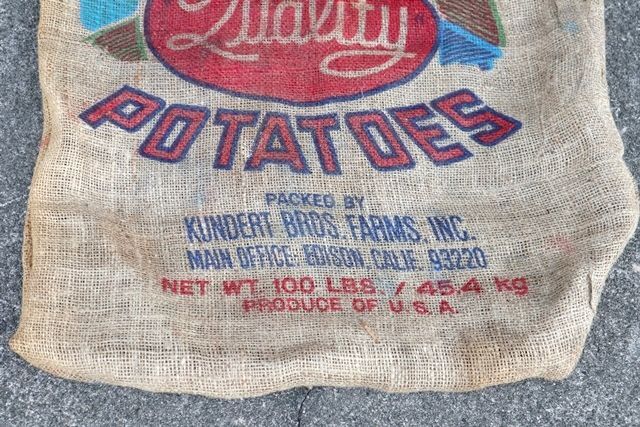 "Quality"
POTATOES
PACKED BY
KUNDERT BROS. FARMS, INC.
MAIN OFFICE: EDISON, CALIF. 93220
NET WT. 100 LBS. / 45.4 Kg
PRODUCE OF U.S.A.